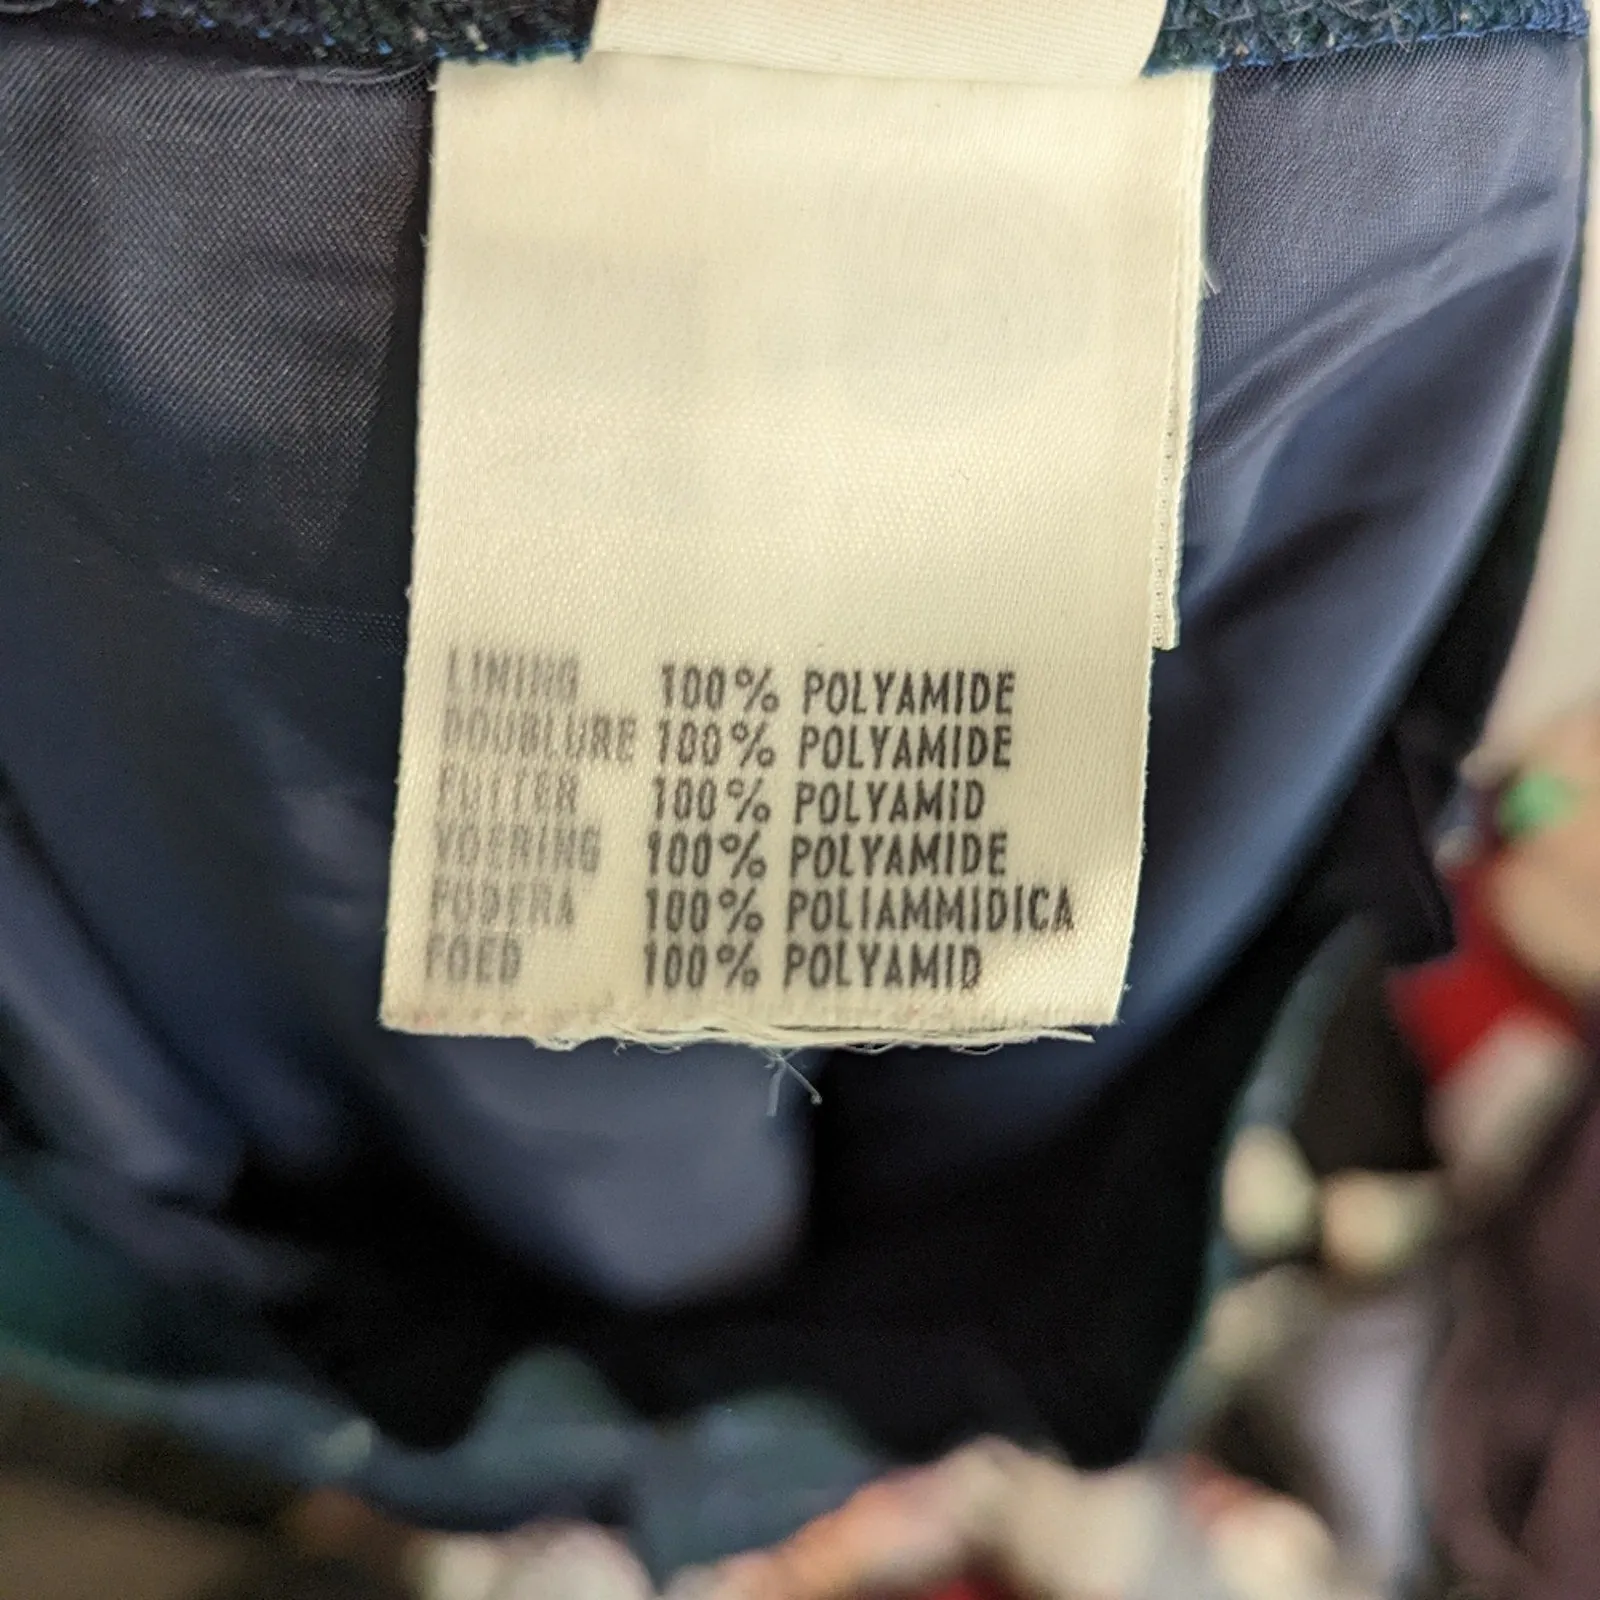 LINING 100% POLYAMIDE
DOUBLURE 100% POLYAMIDE
FUTTER 100% POLYAMID
VOERING 100% POLYAMIDE
FODERA 100% POLIAMMIDICA
FOED 100% POLYAMID